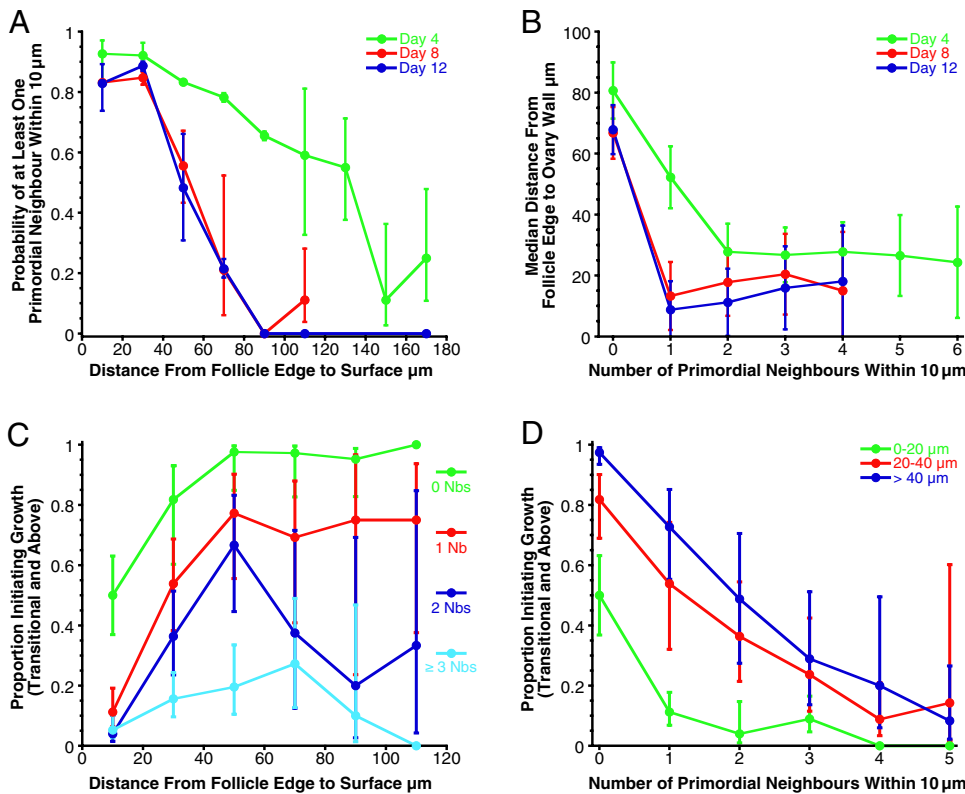 A
Probability of at Least One
Primordial Neighbour Within 10 µm
1
0.8
0.6
0.4
0.2
0
0 20 40 60 80 100 120 140 160 180
Distance From Follicle Edge to Surface µm
Day 4
Day 8
Day 12
B
Median Distance From
Follicle Edge to Ovary Wall µm
100
80
60
40
20
0
0 1 2 3 4 5 6
Number of Primordial Neighbours Within 10 µm
Day 4
Day 8
Day 12
C
Proportion Initiating Growth
(Transitional and Above)
1
0.8
0.6
0.4
0.2
0
0 20 40 60 80 100 120
Distance From Follicle Edge to Surface µm
0 Nbs
1 Nb
2 Nbs
≥ 3 Nbs
D
Proportion Initiating Growth
(Transitional and Above)
1
0.8
0.6
0.4
0.2
0
0 1 2 3 4 5
Number of Primordial Neighbours Within 10 µm
0-20 µm
20-40 µm
> 40 µm